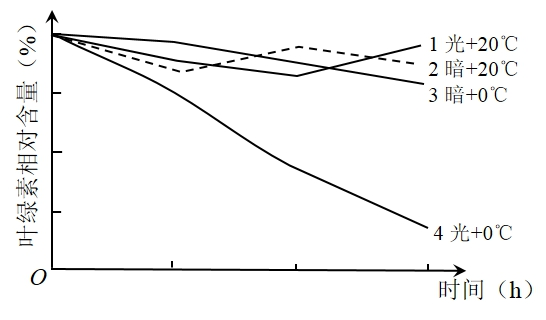 叶绿素相对含量（%）
1 光+20℃
2 暗+20℃
3 暗+0℃
4 光+0℃
O
时间（h）